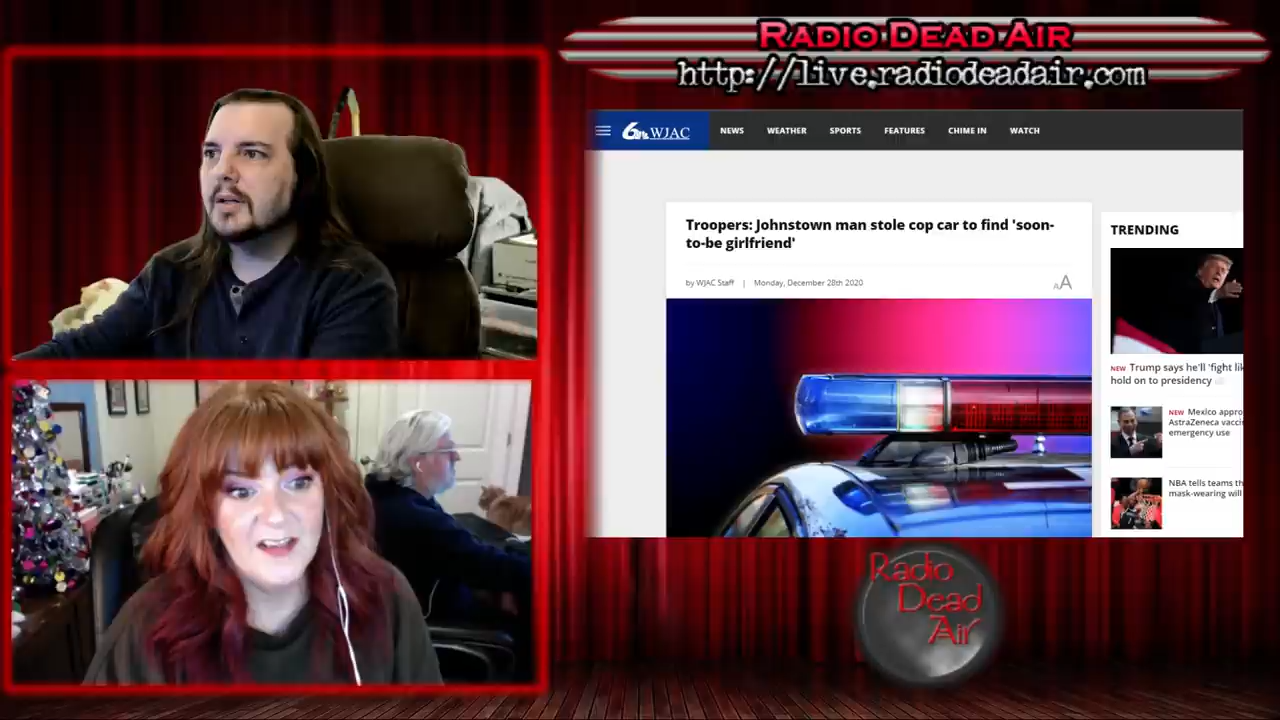 RADIO DEAD AIR
http://live.radiodeadair.com
6 WJAC
NEWS
WEATHER
SPORTS
FEATURES
CHIME IN
WATCH
Troopers: Johnstown man stole cop car to find 'soon-
to-be girlfriend'
by WJAC Staff | Monday, December 28th 2020
AA
TRENDING
NEW Trump says he'll 'fight
hold on to presidency
NEW Mexico
AstraZeneca
emergency use
NBA tells teams
mask-wearing will
Radio
Dead
Air